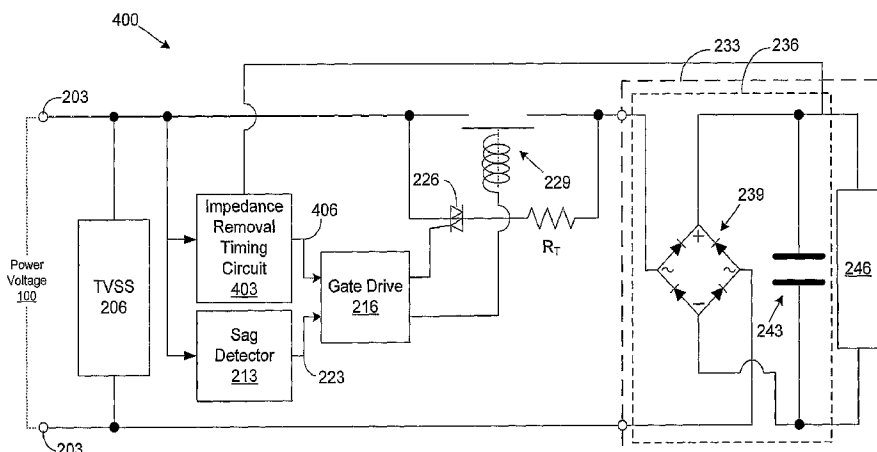 400
233
236
203
226
229
Impedance
Removal
Timing
Circuit
403
406
R_T
239
Power
Voltage
100
TVSS
206
Gate Drive
216
+
~
~
−
246
Sag
Detector
213
223
243
203